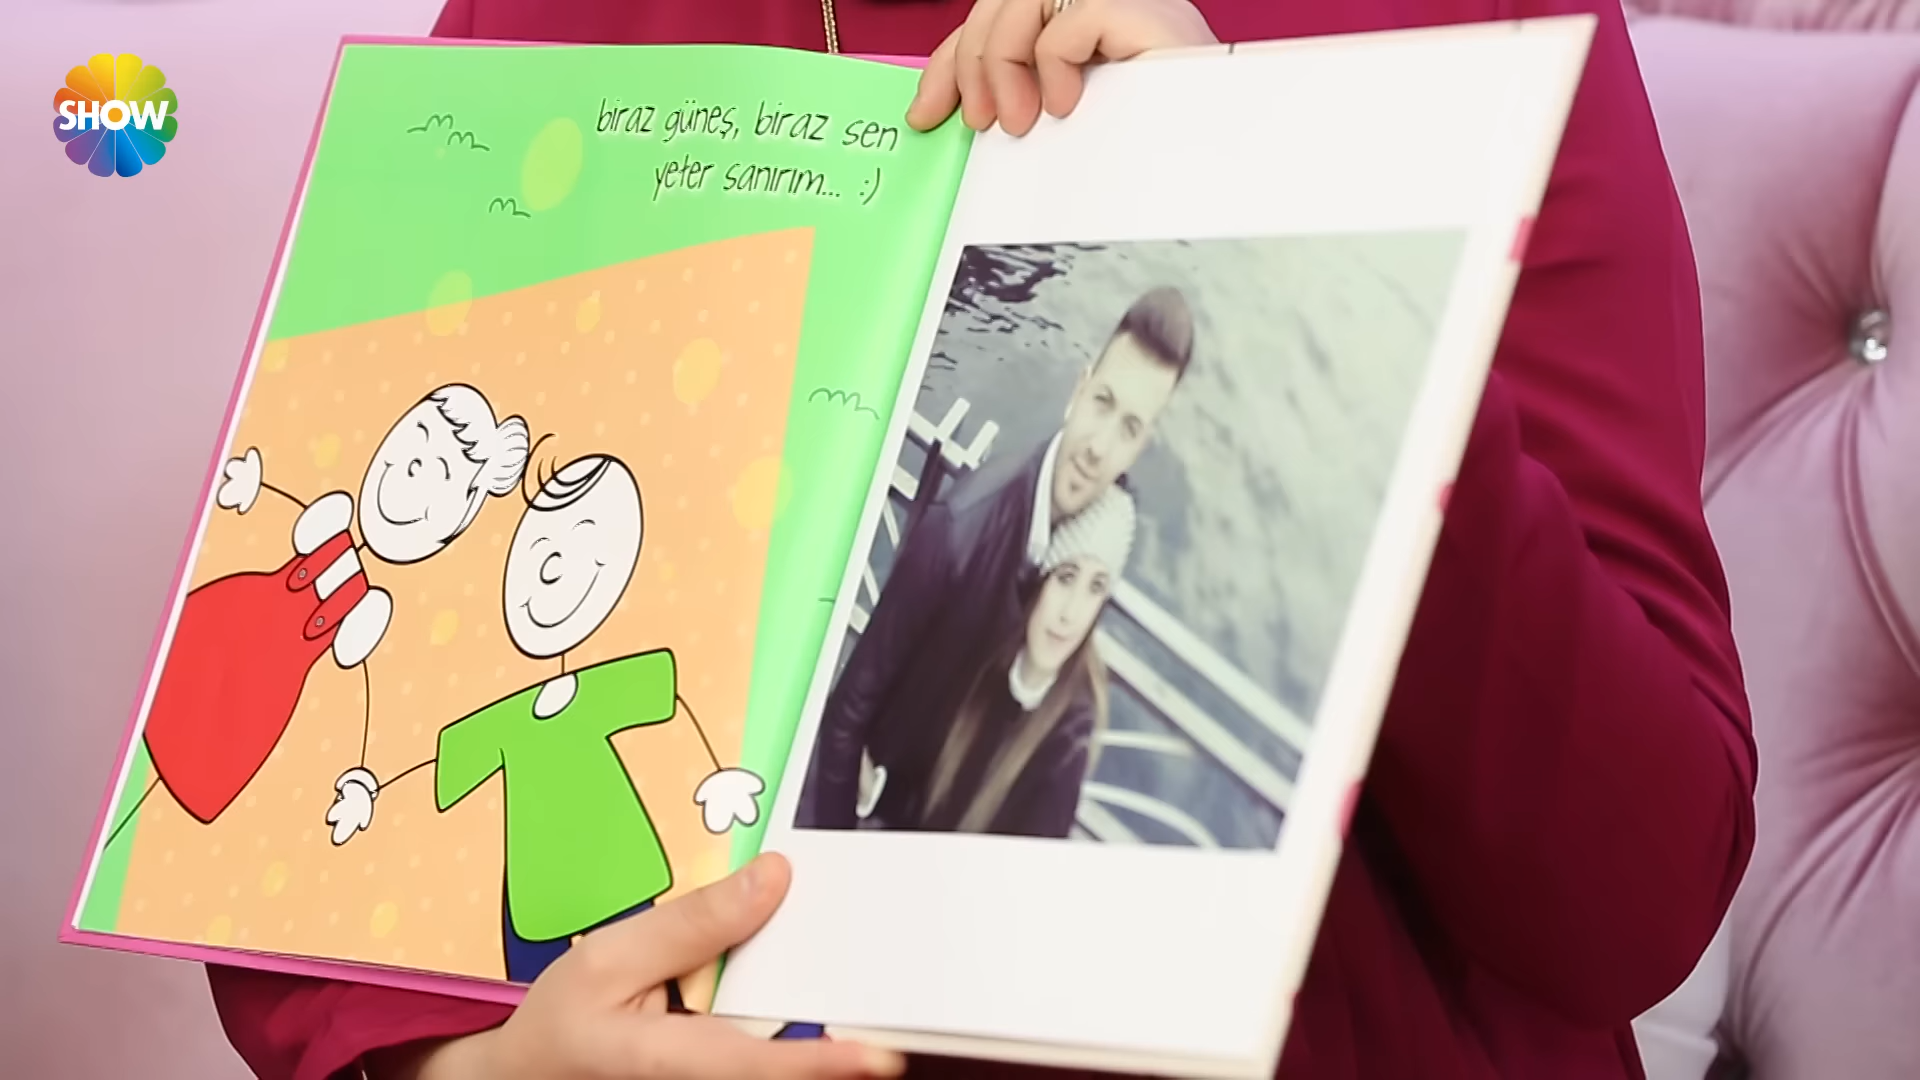 SHOW
biraz güneş, biraz sen
yeter sanırım... :)